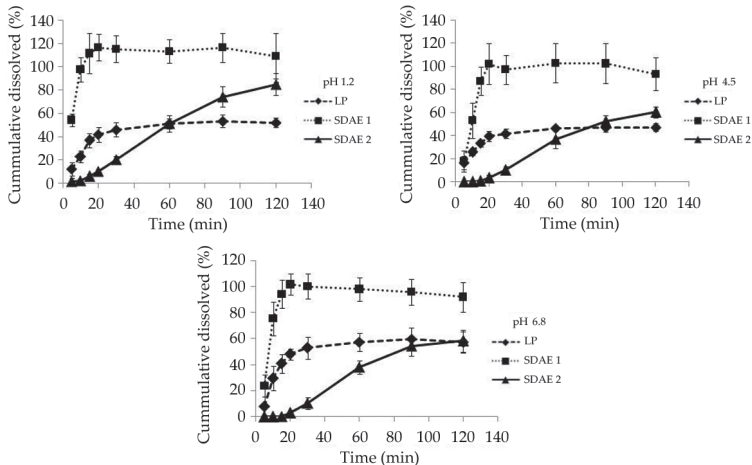 140
120
100
80
60
40
20
0
Cummulative dissolved (%)
0 20 40 60 80 100 120 140
Time (min)
pH 1.2
LP
SDAE 1
SDAE 2
140
120
100
80
60
40
20
0
Cummulative dissolved (%)
0 20 40 60 80 100 120 140
Time (min)
pH 4.5
LP
SDAE 1
SDAE 2
120
100
80
60
40
20
0
Cummulative dissolved (%)
0 20 40 60 80 100 120 140
Time (min)
pH 6.8
LP
SDAE 1
SDAE 2